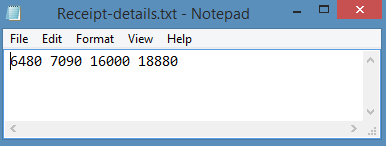 Receipt-details.txt - Notepad
File Edit Format View Help
6480 7090 16000 18880